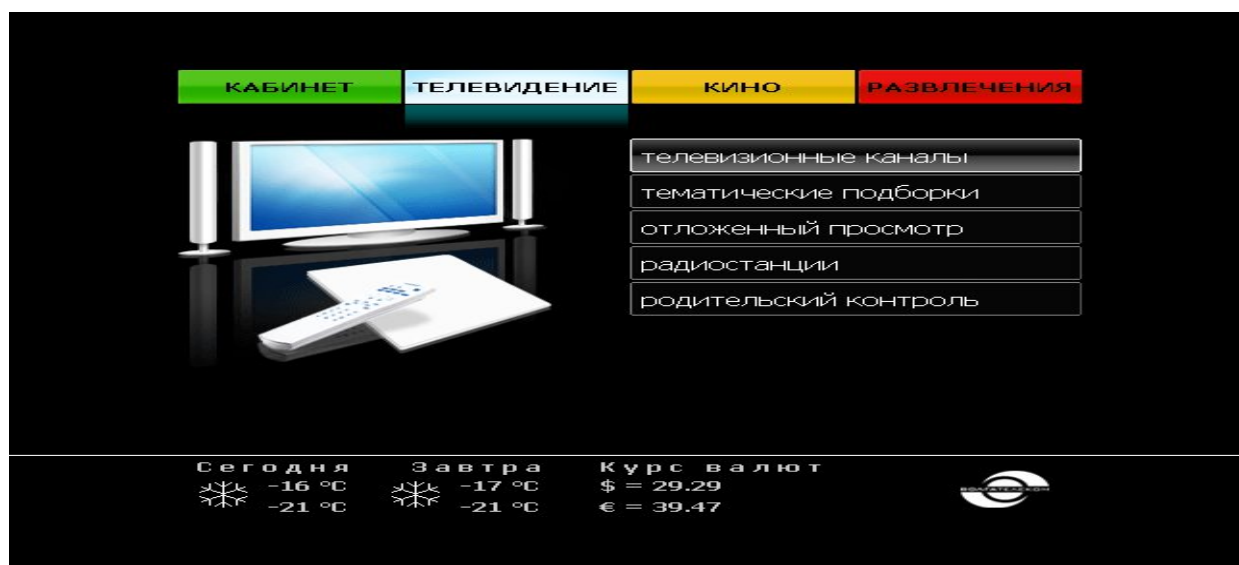 КАБИНЕТ ТЕЛЕВИДЕНИЕ КИНО РАЗВЛЕЧЕНИЯ
телевизионные каналы
тематические подборки
отложенный просмотр
радиостанции
родительский контроль
Сегодня Завтра Курс валют
-16 °C -17 °C $ = 29.29
-21 °C -21 °C € = 39.47
ВОЛГАТЕЛЕКОМ